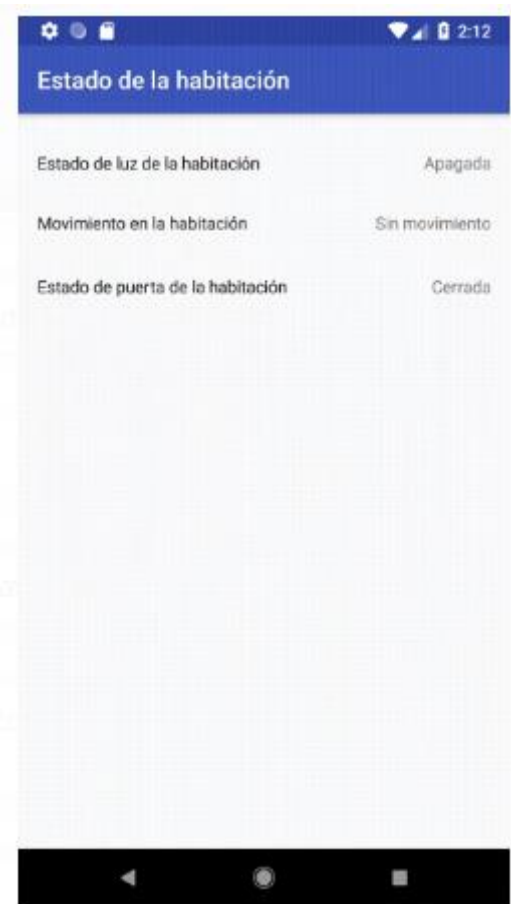 2:12
Estado de la habitación
Estado de luz de la habitación Apagada
Movimiento en la habitación Sin movimiento
Estado de puerta de la habitación Cerrada